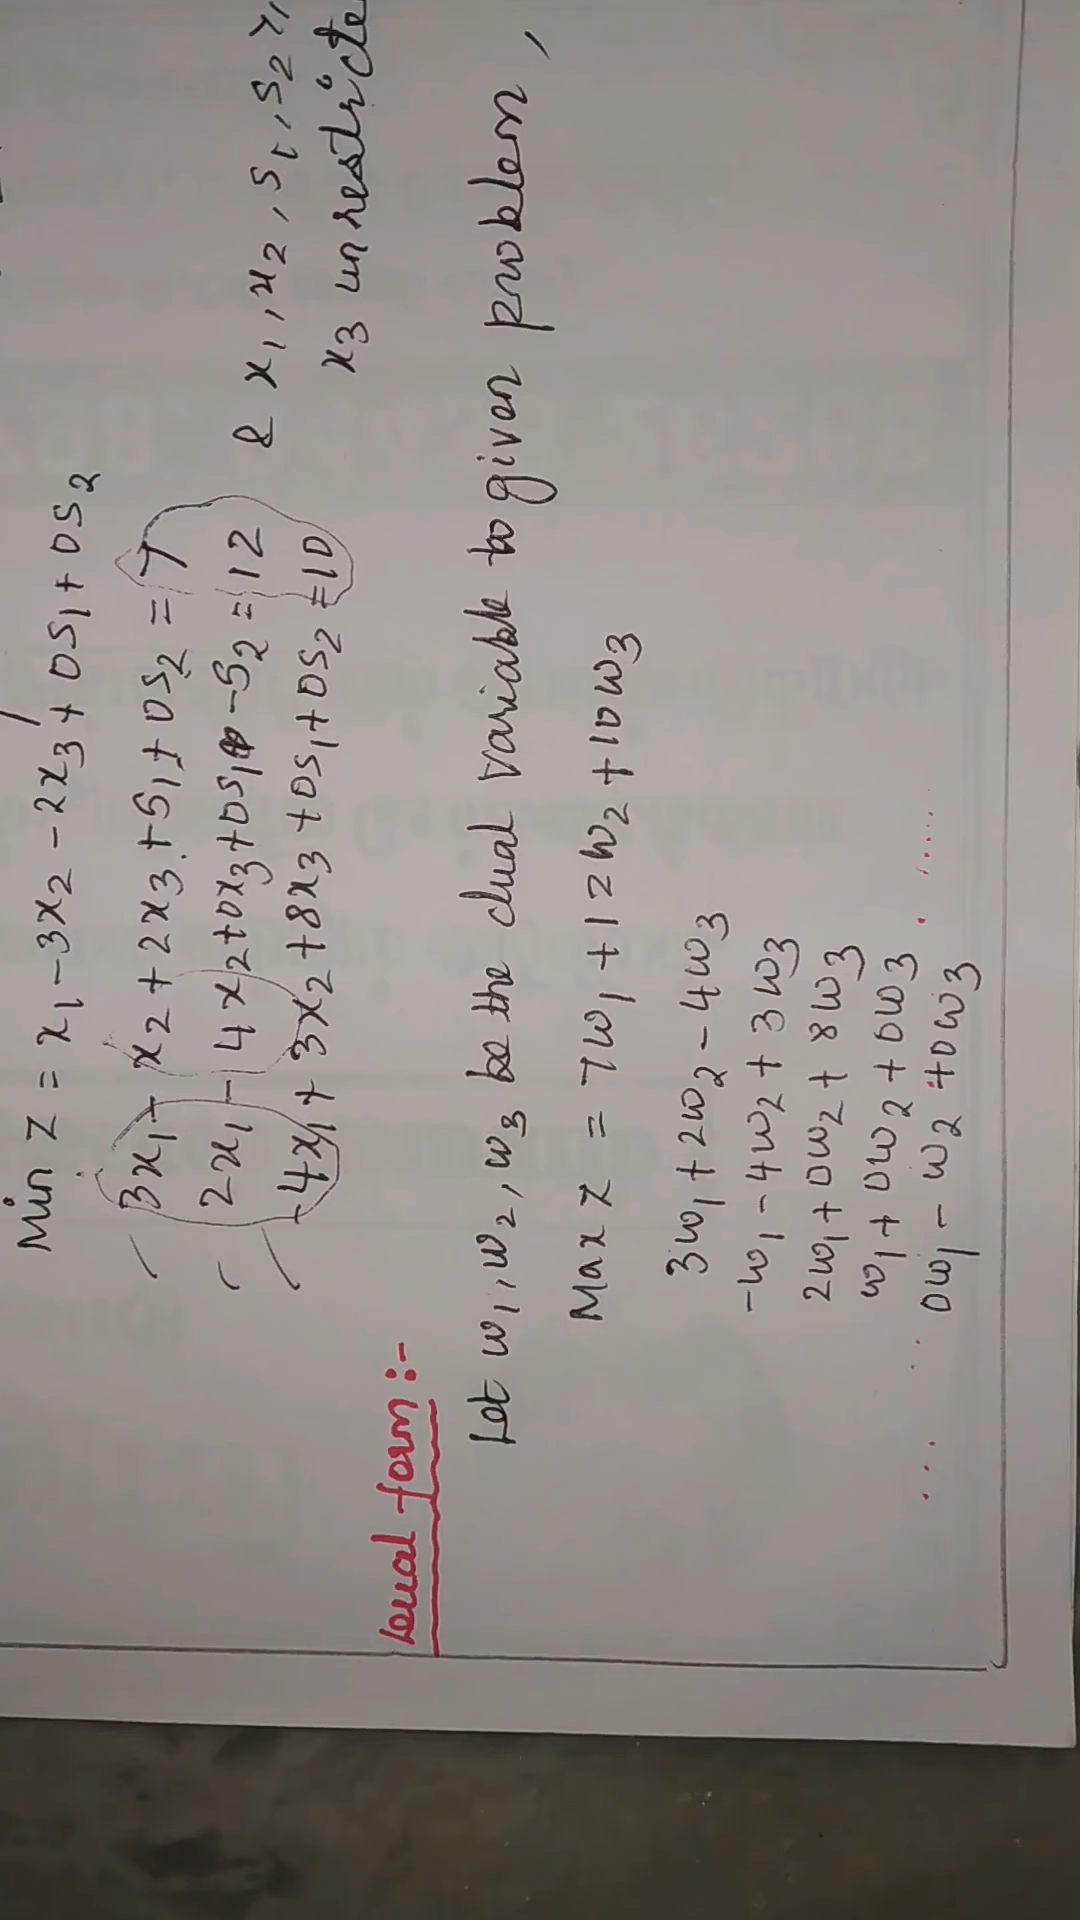 Min Z = x₁ - 3x₂ - 2x₃ + 0s₁ + 0s₂
3x₁ - x₂ + 2x₃ + s₁ + 0s₂ = 7
2x₁ - 4x₂ + 0x₃ + 0s₁ - s₂ = 12
-4x₁ + 3x₂ + 8x₃ + 0s₁ + 0s₂ = 10
& x₁, x₂, s₁, s₂ ≥
x₃ unrestricte
Dual form :-
Let w₁, w₂, w₃ be the dual variable to given problem,
Max Z = 7w₁ + 12w₂ + 10w₃
3w₁ + 2w₂ - 4w₃
-w₁ - 4w₂ + 3w₃
2w₁ + 0w₂ + 8w₃
w₁ + 0w₂ + 0w₃
0w₁ - w₂ + 0w₃